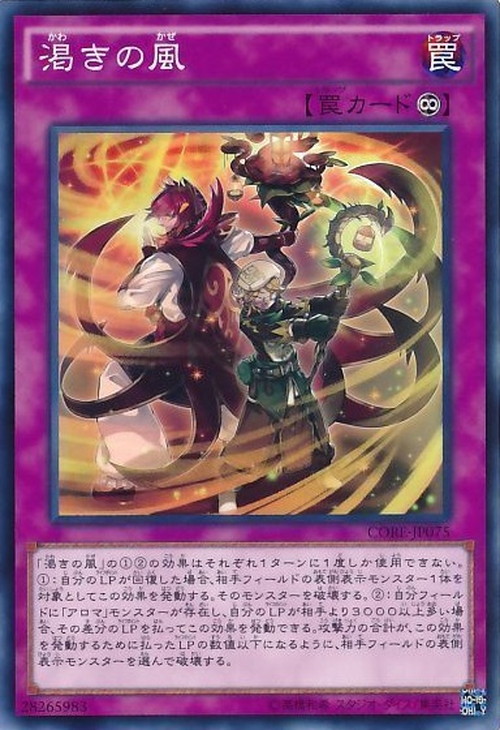 渇きの風
罠
【罠カード】
CORE-JP075
「渇きの風」の①②の効果はそれぞれ1ターンに1度しか使用できない。
①:自分のLPが回復した場合、相手フィールドの表側表示モンスター1体を
対象としてこの効果を発動する。そのモンスターを破壊する。②:自分フィー
ルドに「アロマ」モンスターが存在し、自分のLPが相手より3000以上多い場
合、その差分のLPを払ってこの効果を発動できる。攻撃力の合計が、この効果
を発動するために払ったLPの数値以下になるように、相手フィールドの表側
表示モンスターを選んで破壊する。
28265983
©高橋和希 スタジオ・ダイス/集英社